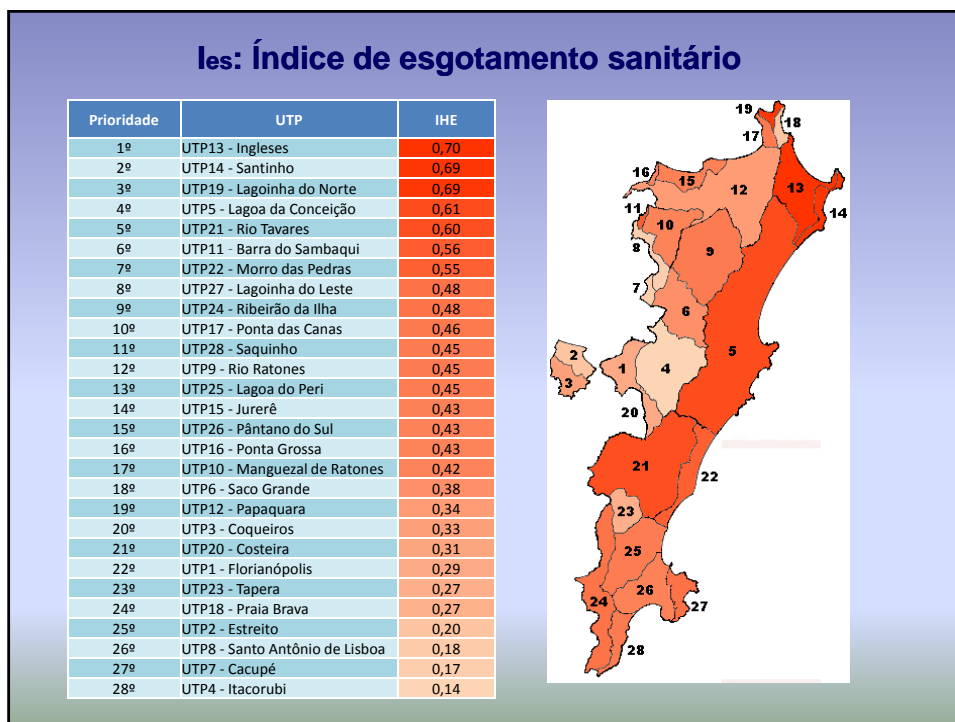 Ies: Índice de esgotamento sanitário
Prioridade UTP IHE
1º UTP13 - Ingleses 0,70
2º UTP14 - Santinho 0,69
3º UTP19 - Lagoinha do Norte 0,69
4º UTP5 - Lagoa da Conceição 0,61
5º UTP21 - Rio Tavares 0,60
6º UTP11 - Barra do Sambaqui 0,56
7º UTP22 - Morro das Pedras 0,55
8º UTP27 - Lagoinha do Leste 0,48
9º UTP24 - Ribeirão da Ilha 0,48
10º UTP17 - Ponta das Canas 0,46
11º UTP28 - Saquinho 0,45
12º UTP9 - Rio Ratones 0,45
13º UTP25 - Lagoa do Peri 0,45
14º UTP15 - Jurerê 0,43
15º UTP26 - Pântano do Sul 0,43
16º UTP16 - Ponta Grossa 0,43
17º UTP10 - Manguezal de Ratones 0,42
18º UTP6 - Saco Grande 0,38
19º UTP12 - Papaquara 0,34
20º UTP3 - Coqueiros 0,33
21º UTP20 - Costeira 0,31
22º UTP1 - Florianópolis 0,29
23º UTP23 - Tapera 0,27
24º UTP18 - Praia Brava 0,27
25º UTP2 - Estreito 0,20
26º UTP8 - Santo Antônio de Lisboa 0,18
27º UTP7 - Cacupé 0,17
28º UTP4 - Itacorubi 0,14
19
18
17
16
15
12
13
14
11
10
8
9
7
6
5
2
1
4
3
20
21
22
23
25
26
24
27
28